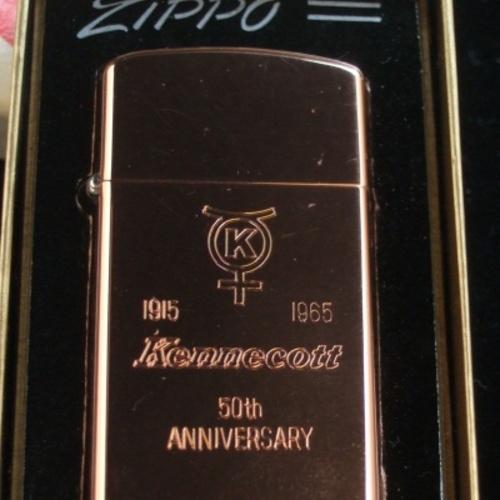 ZIPPO
K
1915 1965
Kennecott
50th
ANNIVERSARY